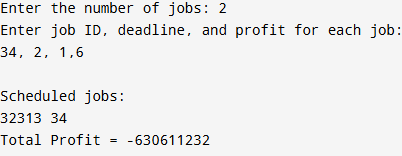 Enter the number of jobs: 2
Enter job ID, deadline, and profit for each job:
34, 2, 1,6

Scheduled jobs:
32313 34
Total Profit = -630611232